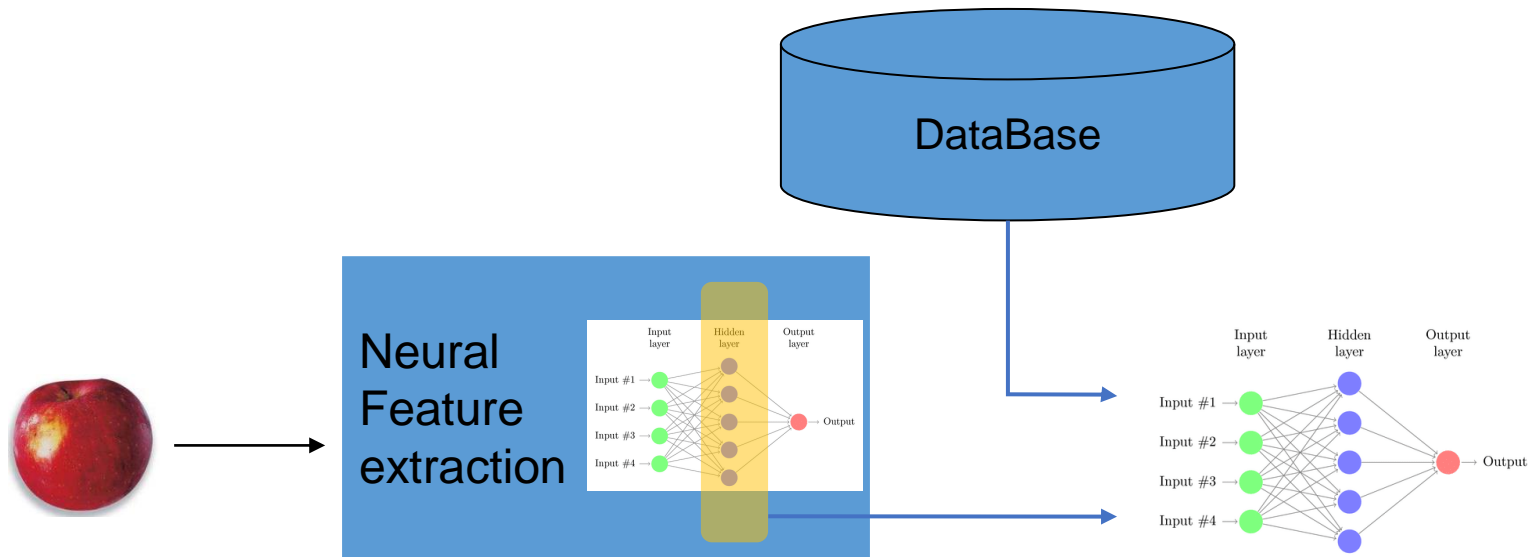 DataBase
Neural
Feature
extraction
Input
layer
Hidden
layer
Output
layer
Input #1
Input #2
Input #3
Input #4
Output
Input
layer
Hidden
layer
Output
layer
Input #1
Input #2
Input #3
Input #4
Output